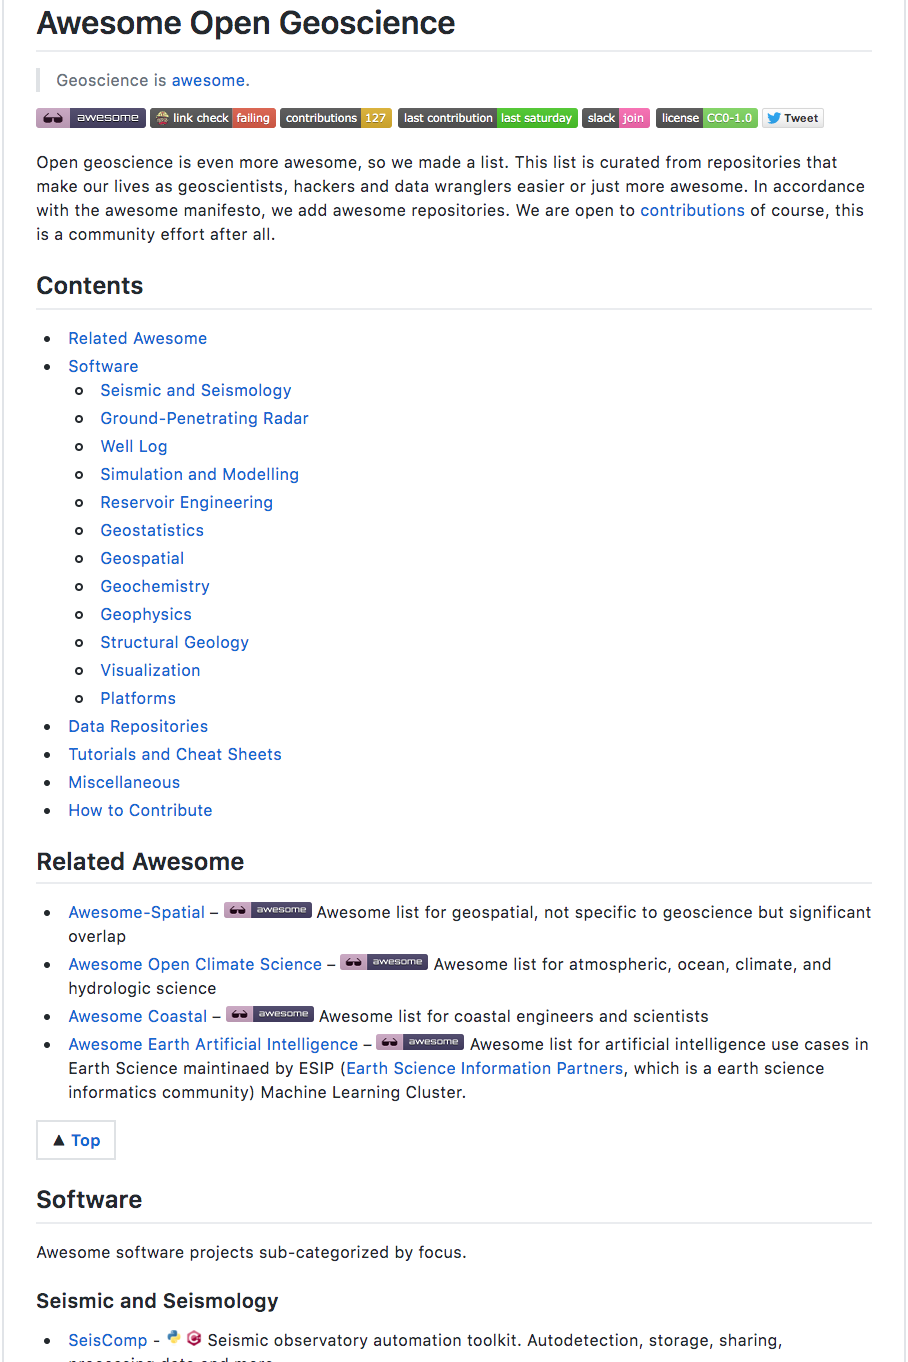 Awesome Open Geoscience
Geoscience is awesome.
awesome link check failing contributions 127 last contribution last saturday slack join license CC0-1.0 Tweet
Open geoscience is even more awesome, so we made a list. This list is curated from repositories that
make our lives as geoscientists, hackers and data wranglers easier or just more awesome. In accordance
with the awesome manifesto, we add awesome repositories. We are open to contributions of course, this
is a community effort after all.
Contents
Related Awesome
Software
Seismic and Seismology
Ground-Penetrating Radar
Well Log
Simulation and Modelling
Reservoir Engineering
Geostatistics
Geospatial
Geochemistry
Geophysics
Structural Geology
Visualization
Platforms
Data Repositories
Tutorials and Cheat Sheets
Miscellaneous
How to Contribute
Related Awesome
Awesome-Spatial – awesome Awesome list for geospatial, not specific to geoscience but significant
overlap
Awesome Open Climate Science – awesome Awesome list for atmospheric, ocean, climate, and
hydrologic science
Awesome Coastal – awesome Awesome list for coastal engineers and scientists
Awesome Earth Artificial Intelligence – awesome Awesome list for artificial intelligence use cases in
Earth Science maintinaed by ESIP (Earth Science Information Partners, which is a earth science
informatics community) Machine Learning Cluster.
▲ Top
Software
Awesome software projects sub-categorized by focus.
Seismic and Seismology
SeisComp - Seismic observatory automation toolkit. Autodetection, storage, sharing,
processing data and more